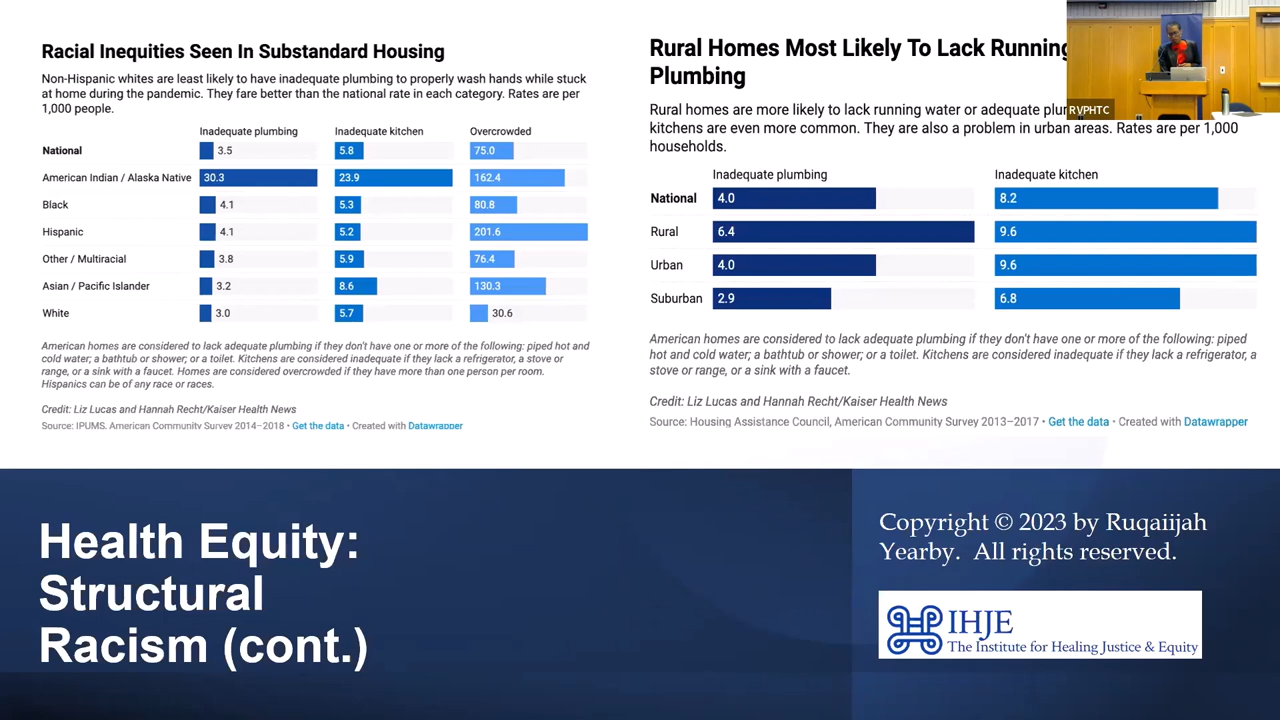 Racial Inequities Seen In Substandard Housing
Non-Hispanic whites are least likely to have inadequate plumbing to properly wash hands while stuck
at home during the pandemic. They fare better than the national rate in each category. Rates are per
1,000 people.
Inadequate plumbing Inadequate kitchen Overcrowded
National 3.5 5.8 75.0
American Indian / Alaska Native 30.3 23.9 162.4
Black 4.1 5.3 80.8
Hispanic 4.1 5.2 201.6
Other / Multiracial 3.8 5.9 76.4
Asian / Pacific Islander 3.2 8.6 130.3
White 3.0 5.7 30.6
American homes are considered to lack adequate plumbing if they don't have one or more of the following: piped hot and
cold water; a bathtub or shower; or a toilet. Kitchens are considered inadequate if they lack a refrigerator, a stove or
range, or a sink with a faucet. Homes are considered overcrowded if they have more than one person per room.
Hispanics can be of any race or races.
Credit: Liz Lucas and Hannah Recht/Kaiser Health News
Source: IPUMS, American Community Survey 2014–2018 • Get the data • Created with Datawrapper
Rural Homes Most Likely To Lack Running
Plumbing
Rural homes are more likely to lack running water or adequate
kitchens are even more common. They are also a problem in urban areas. Rates are per 1,000
households.
Inadequate plumbing Inadequate kitchen
National 4.0 8.2
Rural 6.4 9.6
Urban 4.0 9.6
Suburban 2.9 6.8
American homes are considered to lack adequate plumbing if they don't have one or more of the following: piped
hot and cold water; a bathtub or shower; or a toilet. Kitchens are considered inadequate if they lack a refrigerator, a
stove or range, or a sink with a faucet.
Credit: Liz Lucas and Hannah Recht/Kaiser Health News
Source: Housing Assistance Council, American Community Survey 2013–2017 • Get the data • Created with Datawrapper
RVPHTC
Health Equity:
Structural
Racism (cont.)
Copyright © 2023 by Ruqaiijah
Yearby. All rights reserved.
IHJE
The Institute for Healing Justice & Equity